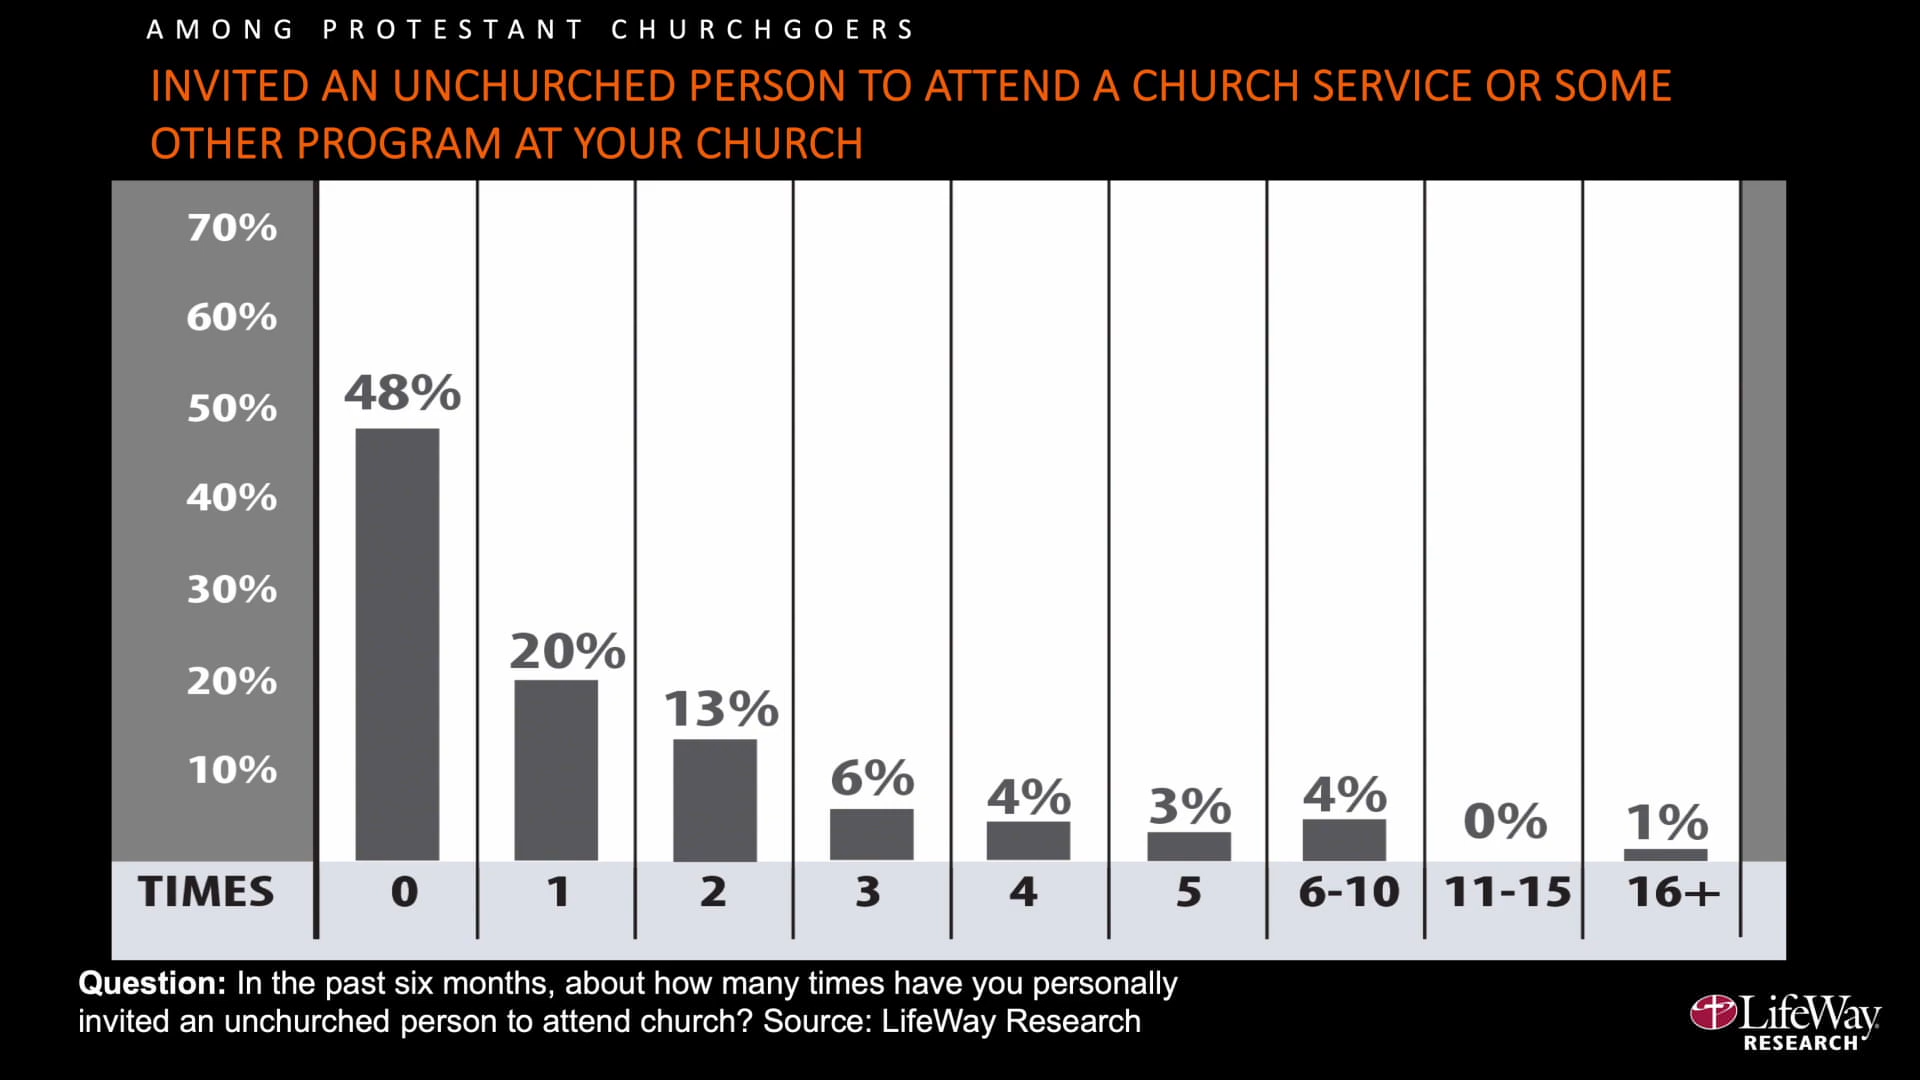 AMONG PROTESTANT CHURCHGOERS
INVITED AN UNCHURCHED PERSON TO ATTEND A CHURCH SERVICE OR SOME
OTHER PROGRAM AT YOUR CHURCH
70%
60%
50%
40%
30%
20%
10%
48%
20%
13%
6%
4%
3%
4%
0%
1%
TIMES 0 1 2 3 4 5 6-10 11-15 16+
Question: In the past six months, about how many times have you personally
invited an unchurched person to attend church? Source: LifeWay Research
LifeWay
RESEARCH